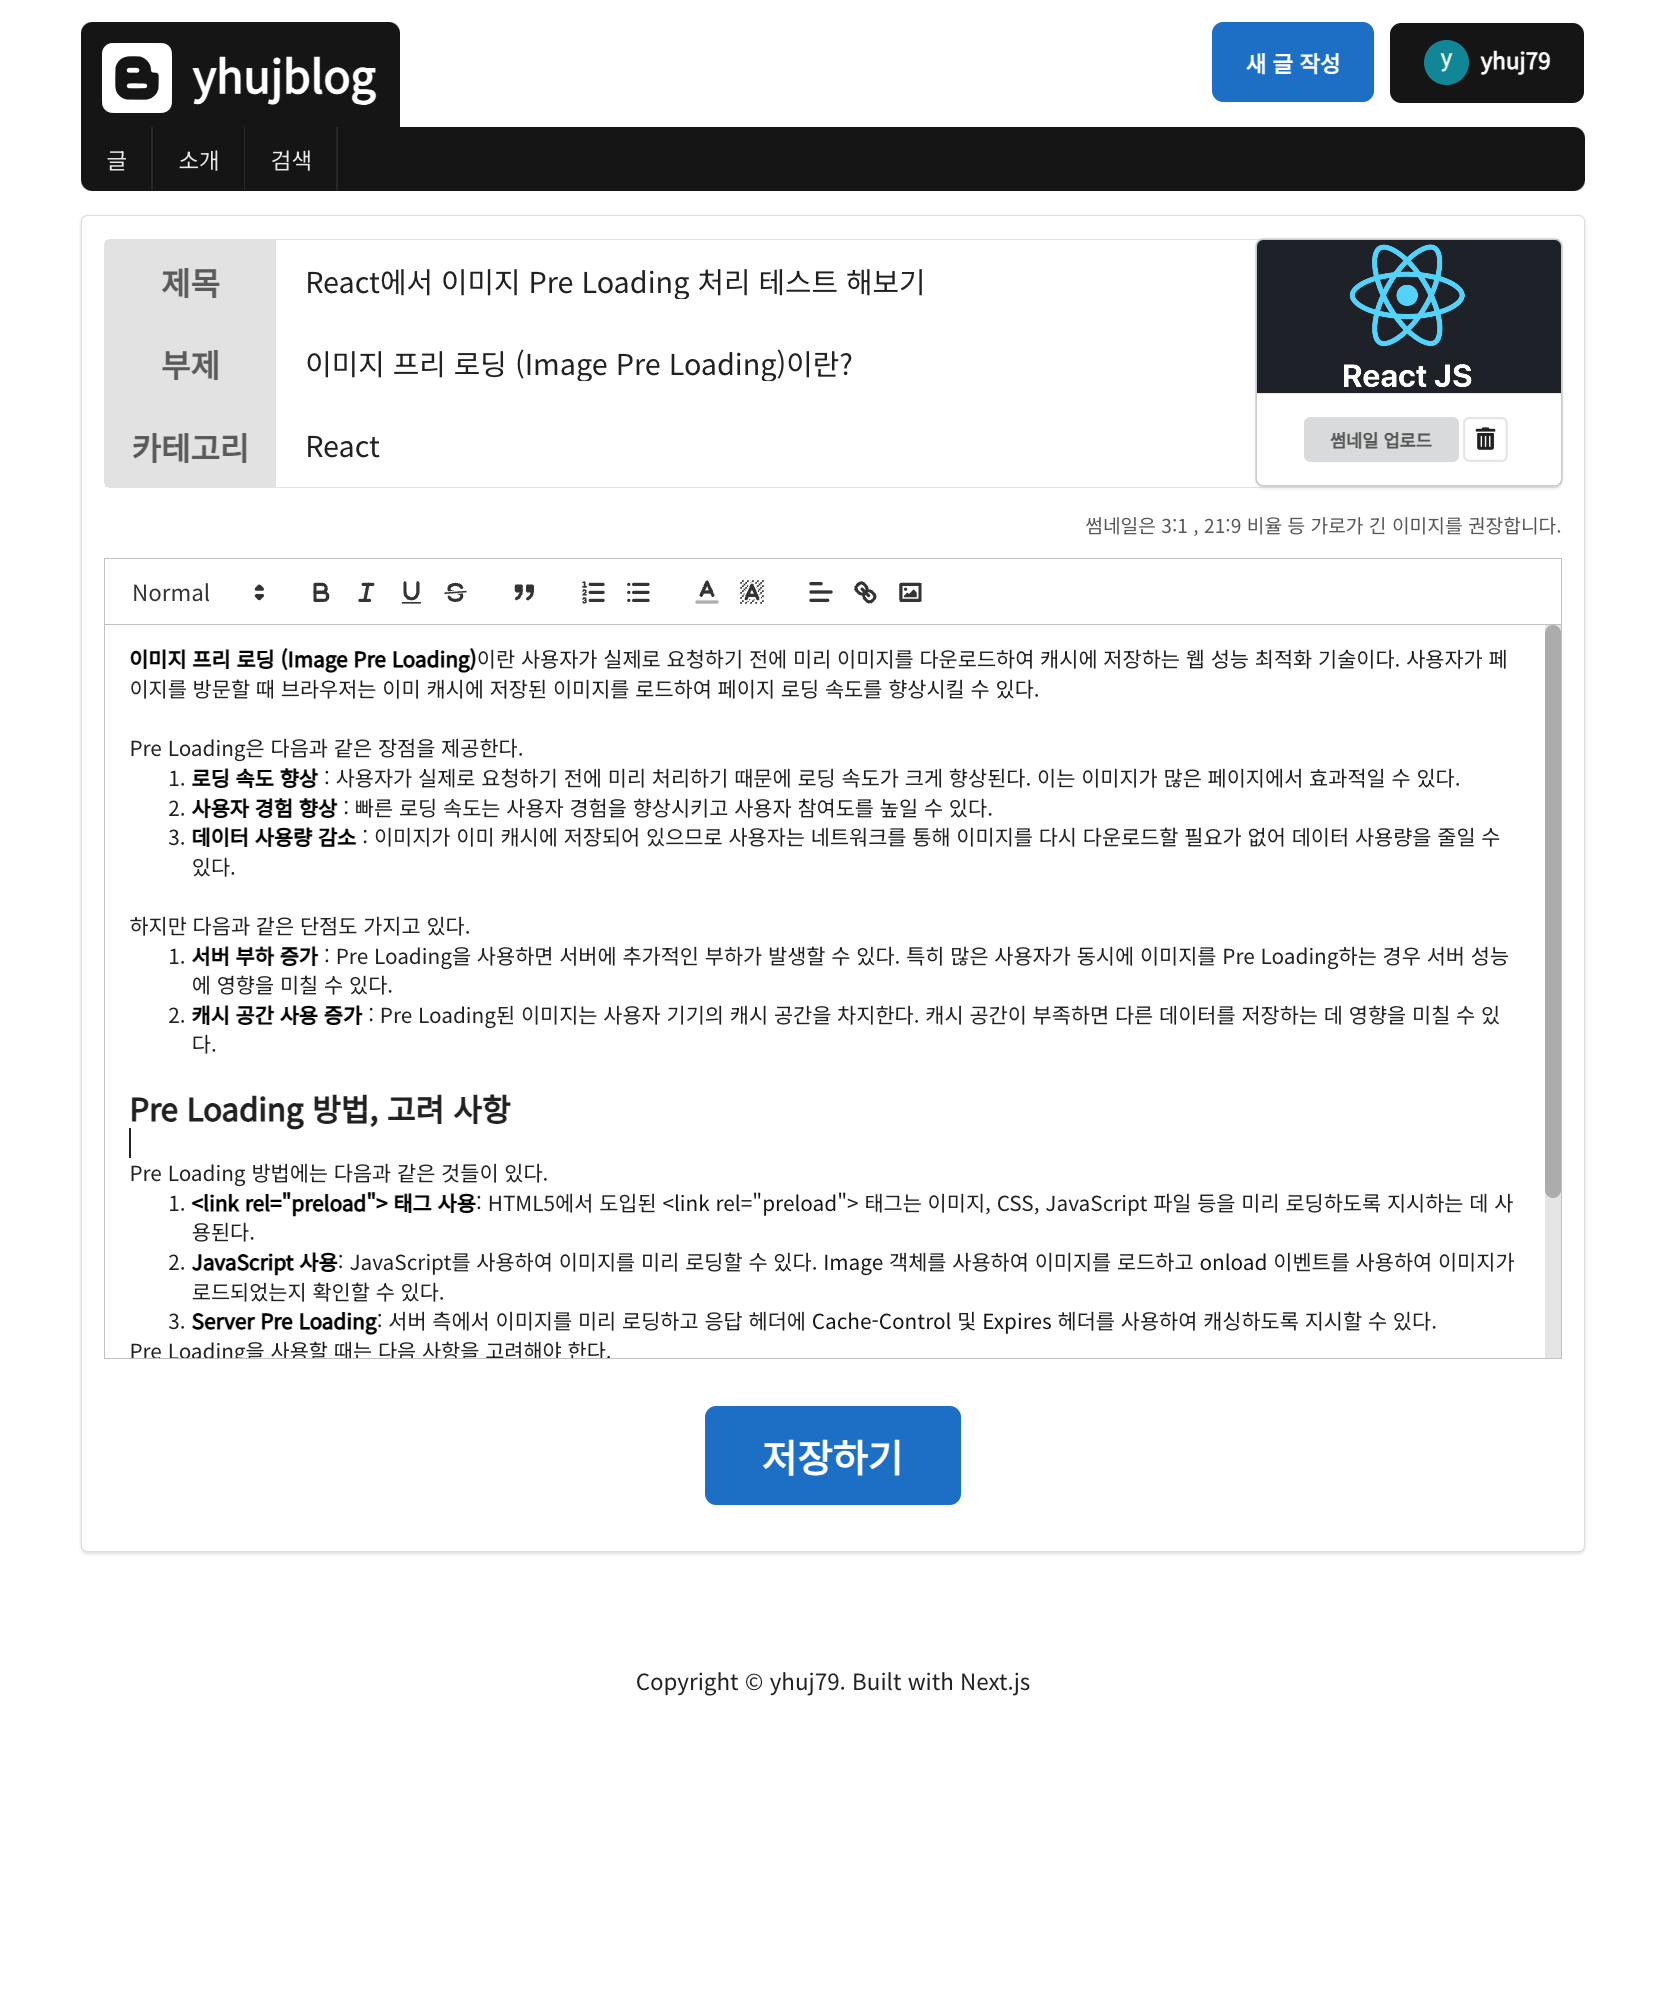 yhujblog
새 글 작성
y yhuj79
글 소개 검색
제목 React에서 이미지 Pre Loading 처리 테스트 해보기
부제 이미지 프리 로딩 (Image Pre Loading)이란?
카테고리 React
React JS
썸네일 업로드
썸네일은 3:1 , 21:9 비율 등 가로가 긴 이미지를 권장합니다.
Normal B I U S A A
이미지 프리 로딩 (Image Pre Loading)이란 사용자가 실제로 요청하기 전에 미리 이미지를 다운로드하여 캐시에 저장하는 웹 성능 최적화 기술이다. 사용자가 페
이지를 방문할 때 브라우저는 이미 캐시에 저장된 이미지를 로드하여 페이지 로딩 속도를 향상시킬 수 있다.
Pre Loading은 다음과 같은 장점을 제공한다.
1. 로딩 속도 향상 : 사용자가 실제로 요청하기 전에 미리 처리하기 때문에 로딩 속도가 크게 향상된다. 이는 이미지가 많은 페이지에서 효과적일 수 있다.
2. 사용자 경험 향상 : 빠른 로딩 속도는 사용자 경험을 향상시키고 사용자 참여도를 높일 수 있다.
3. 데이터 사용량 감소 : 이미지가 이미 캐시에 저장되어 있으므로 사용자는 네트워크를 통해 이미지를 다시 다운로드할 필요가 없어 데이터 사용량을 줄일 수
있다.
하지만 다음과 같은 단점도 가지고 있다.
1. 서버 부하 증가 : Pre Loading을 사용하면 서버에 추가적인 부하가 발생할 수 있다. 특히 많은 사용자가 동시에 이미지를 Pre Loading하는 경우 서버 성능
에 영향을 미칠 수 있다.
2. 캐시 공간 사용 증가 : Pre Loading된 이미지는 사용자 기기의 캐시 공간을 차지한다. 캐시 공간이 부족하면 다른 데이터를 저장하는 데 영향을 미칠 수 있
다.
Pre Loading 방법, 고려 사항
Pre Loading 방법에는 다음과 같은 것들이 있다.
1. <link rel="preload"> 태그 사용: HTML5에서 도입된 <link rel="preload"> 태그는 이미지, CSS, JavaScript 파일 등을 미리 로딩하도록 지시하는 데 사
용된다.
2. JavaScript 사용: JavaScript를 사용하여 이미지를 미리 로딩할 수 있다. Image 객체를 사용하여 이미지를 로드하고 onload 이벤트를 사용하여 이미지가
로드되었는지 확인할 수 있다.
3. Server Pre Loading: 서버 측에서 이미지를 미리 로딩하고 응답 헤더에 Cache-Control 및 Expires 헤더를 사용하여 캐싱하도록 지시할 수 있다.
Pre Loading을 사용할 때는 다음 사항을 고려해야 한다.
저장하기
Copyright © yhuj79. Built with Next.js